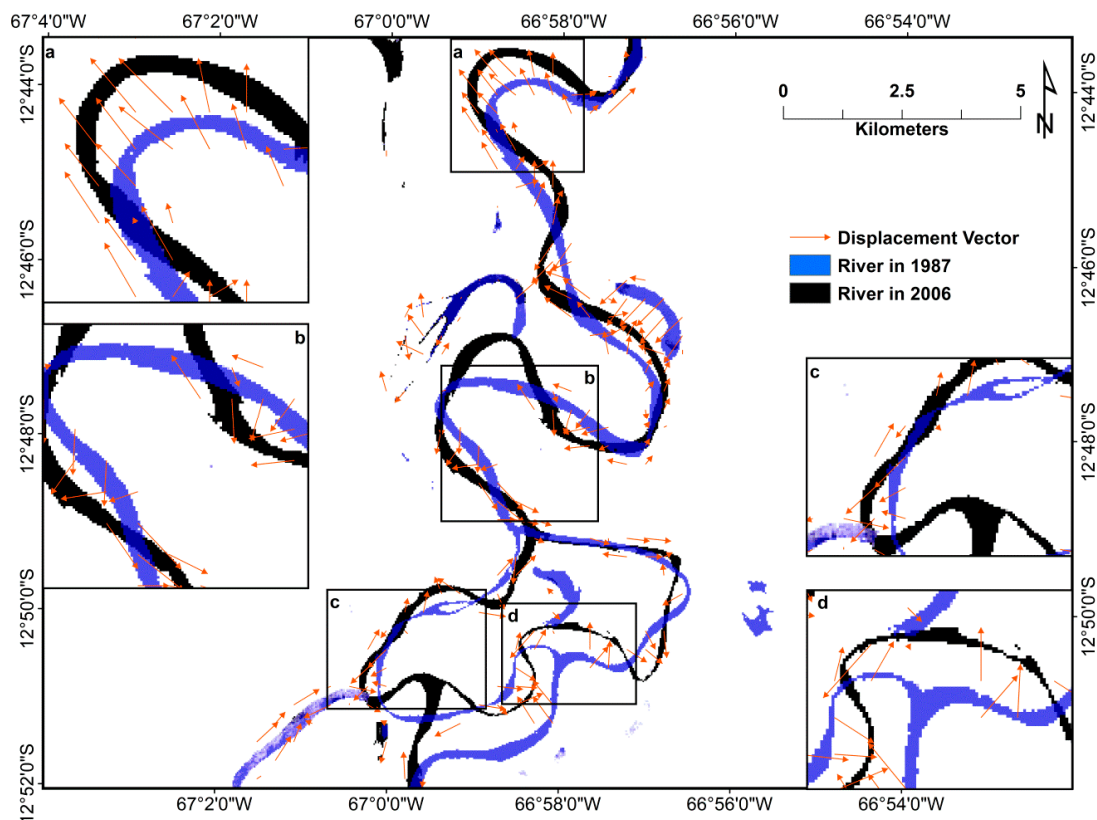 67°4'0"W 67°2'0"W 67°0'0"W 66°58'0"W 66°56'0"W 66°54'0"W
a
a
12°44'0"S
12°44'0"S
0 2.5 5
Kilometers
N
Displacement Vector
River in 1987
River in 2006
12°46'0"S
12°46'0"S
b
b
c
12°48'0"S
12°48'0"S
c
d
d
12°50'0"S
12°50'0"S
12°52'0"S
67°2'0"W 67°0'0"W 66°58'0"W 66°56'0"W 66°54'0"W